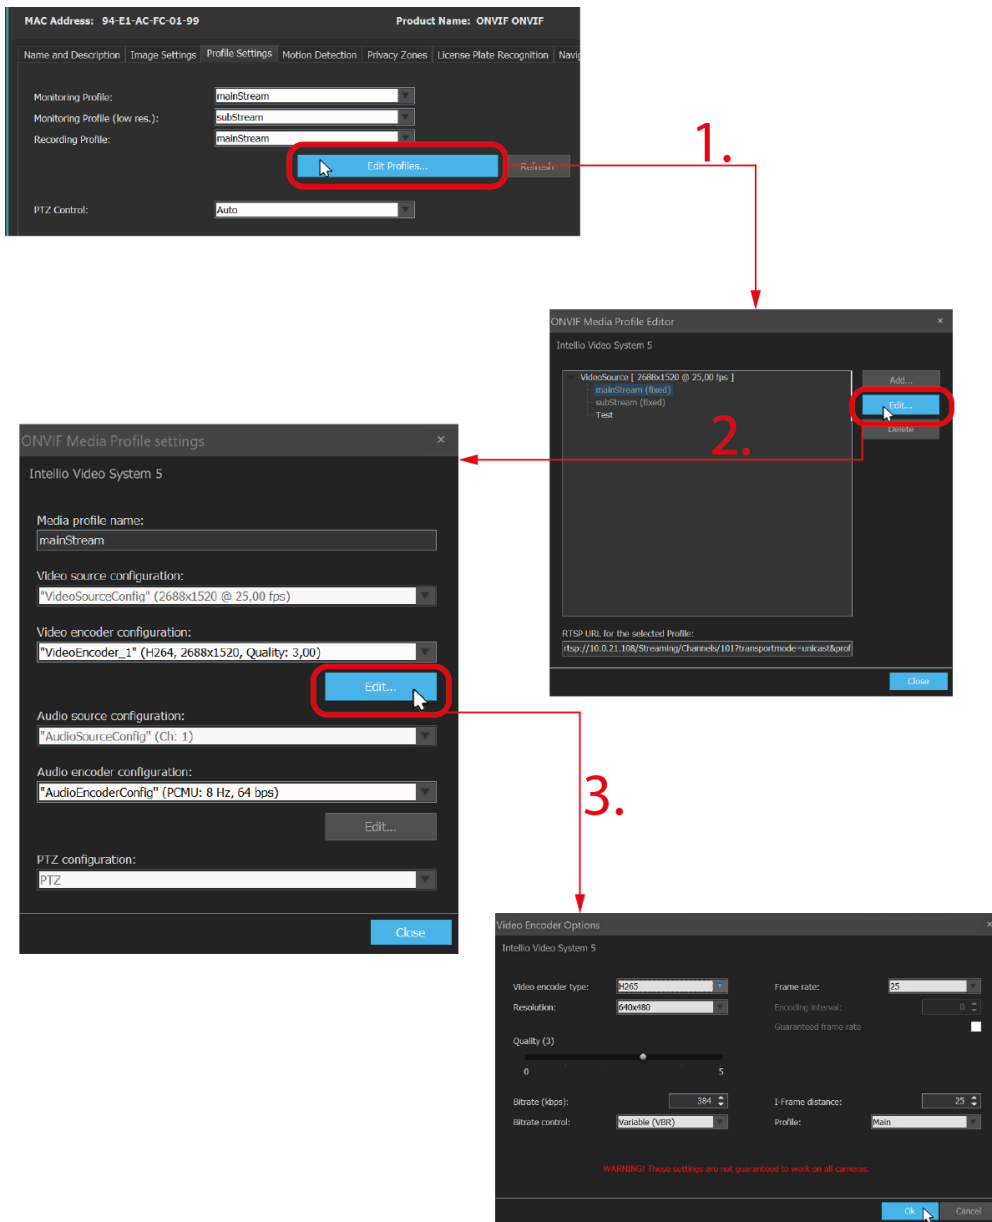 MAC Address: 94-E1-AC-FC-01-99 Product Name: ONVIF ONVIF
Name and Description Image Settings Profile Settings Motion Detection Privacy Zones License Plate Recognition Navig
Monitoring Profile: mainStream
Monitoring Profile (low res.): subStream
Recording Profile: mainStream
Edit Profiles... Refresh
PTZ Control: Auto
1.
ONVIF Media Profile Editor ×
Intellio Video System 5
VideoSource [ 2688x1520 @ 25,00 fps ]
mainStream (fixed)
subStream (fixed)
Test
Add...
Edit...
Delete
RTSP URL for the selected Profile:
rtsp://10.0.21.108/Streaming/Channels/101?transportmode=unicast&prof
Close
2.
ONVIF Media Profile settings ×
Intellio Video System 5
Media profile name:
mainStream
Video source configuration:
"VideoSourceConfig" (2688x1520 @ 25,00 fps)
Video encoder configuration:
"VideoEncoder_1" (H264, 2688x1520, Quality: 3,00)
Edit...
Audio source configuration:
"AudioSourceConfig" (Ch: 1)
Audio encoder configuration:
"AudioEncoderConfig" (PCMU: 8 Hz, 64 bps)
Edit...
PTZ configuration:
PTZ
Close
3.
Video Encoder Options ×
Intellio Video System 5
Video encoder type: H265 Frame rate: 25
Resolution: 640x480 Encoding interval: 0
Guaranteed frame rate
Quality (3)
0 5
Bitrate (kbps): 384 I-Frame distance: 25
Bitrate control: Variable (VBR) Profile: Main
WARNING! These settings are not guaranteed to work on all cameras.
Ok Cancel